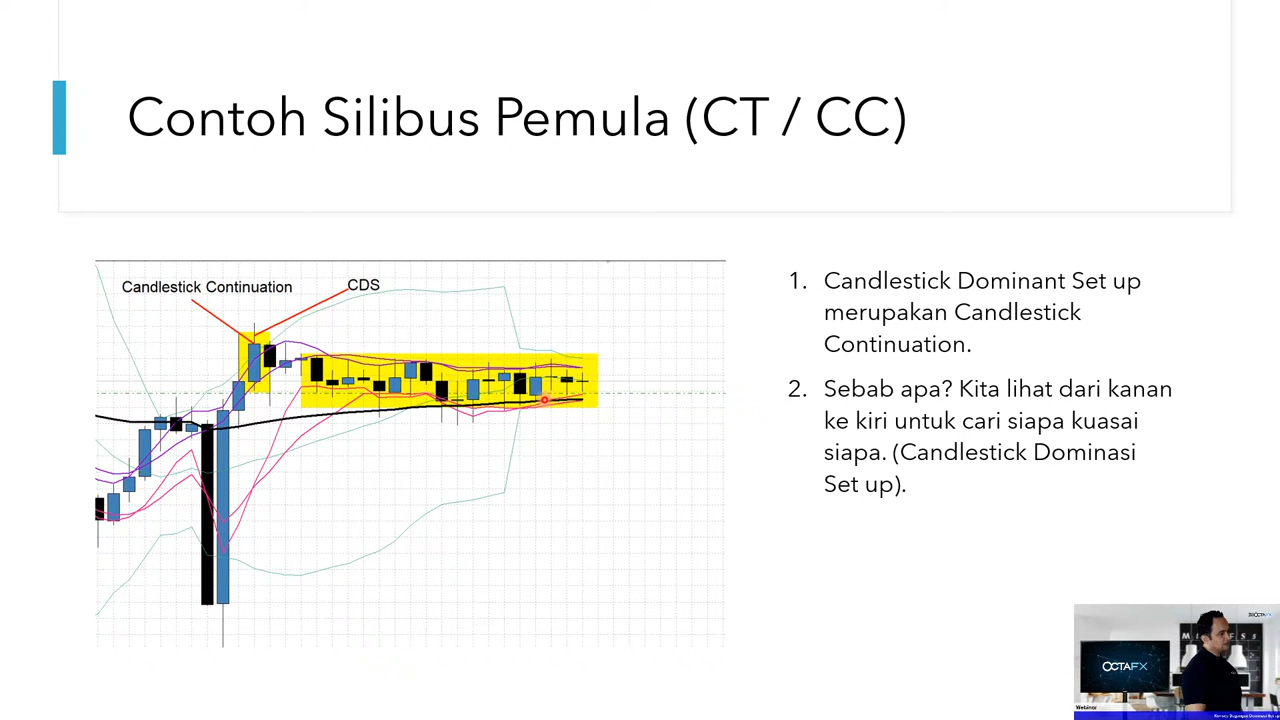 Contoh Silibus Pemula (CT / CC)
Candlestick Continuation
CDS
1. Candlestick Dominant Set up
merupakan Candlestick
Continuation.
2. Sebab apa? Kita lihat dari kanan
ke kiri untuk cari siapa kuasai
siapa. (Candlestick Dominasi
Set up).
OCTAFX
Webinar